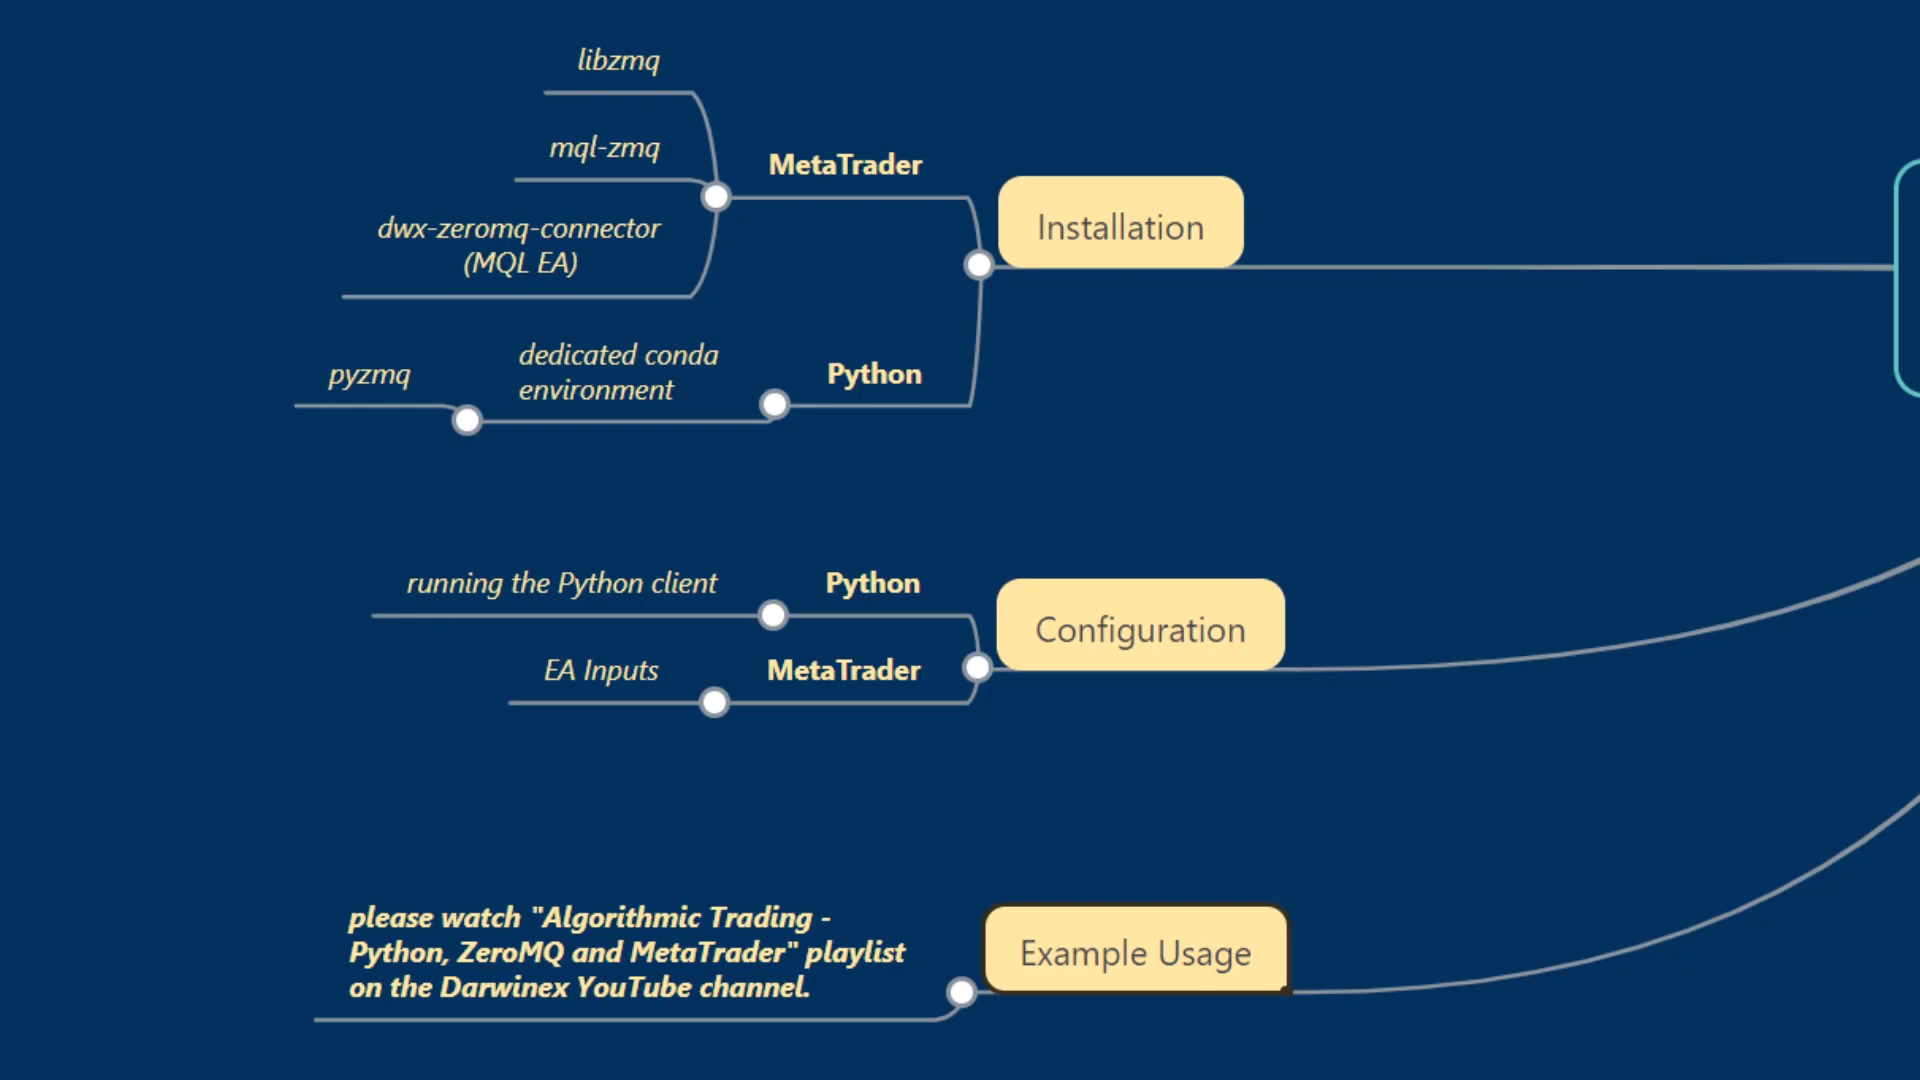 libzmq
mql-zmq
MetaTrader
dwx-zeromq-connector
(MQL EA)
Installation
pyzmq
dedicated conda
environment
Python
running the Python client
Python
EA Inputs
MetaTrader
Configuration
please watch "Algorithmic Trading -
Python, ZeroMQ and MetaTrader" playlist
on the Darwinex YouTube channel.
Example Usage